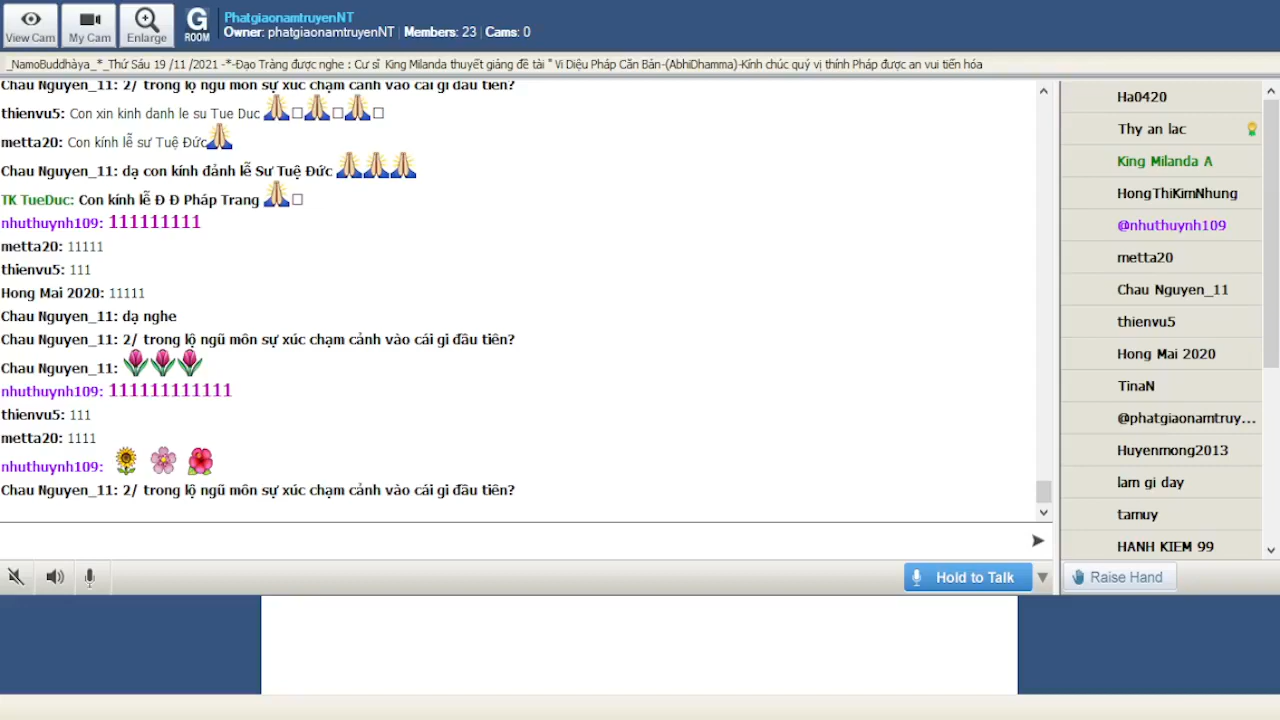 View Cam
My Cam
Enlarge
G
ROOM
PhatgiaonamtruyenNT
Owner: phatgiaonamtruyenNT | Members: 23 | Cams: 0
_NamoBuddhàya_*_Thứ Sáu 19 /11 /2021 -*-Đạo Tràng được nghe : Cư sĩ King Milanda thuyết giảng đề tài " Vi Diệu Pháp Căn Bản-(AbhiDhamma)-Kính chúc quý vị thính Pháp được an vui tiến hóa
Chau Nguyen_11: 2/ trong lộ ngũ môn sự xúc chạm cảnh vào cái gi đầu tiên?
thienvu5: Con xin kinh danh le su Tue Duc
metta20: Con kính lễ sư Tuệ Đức
Chau Nguyen_11: dạ con kính đảnh lễ Sư Tuệ Đức
TK TueDuc: Con kính lễ Đ Đ Pháp Trang
nhuthuynh109: 111111111
metta20: 11111
thienvu5: 111
Hong Mai 2020: 11111
Chau Nguyen_11: dạ nghe
Chau Nguyen_11: 2/ trong lộ ngũ môn sự xúc chạm cảnh vào cái gi đầu tiên?
Chau Nguyen_11:
nhuthuynh109: 111111111111
thienvu5: 111
metta20: 1111
nhuthuynh109:
Chau Nguyen_11: 2/ trong lộ ngũ môn sự xúc chạm cảnh vào cái gi đầu tiên?
Hold to Talk
Ha0420
Thy an lac
King Milanda A
HongThiKimNhung
@nhuthuynh109
metta20
Chau Nguyen_11
thienvu5
Hong Mai 2020
TinaN
@phatgiaonamtruy...
Huyenmong2013
lam gi day
tamuy
HANH KIEM 99
Raise Hand